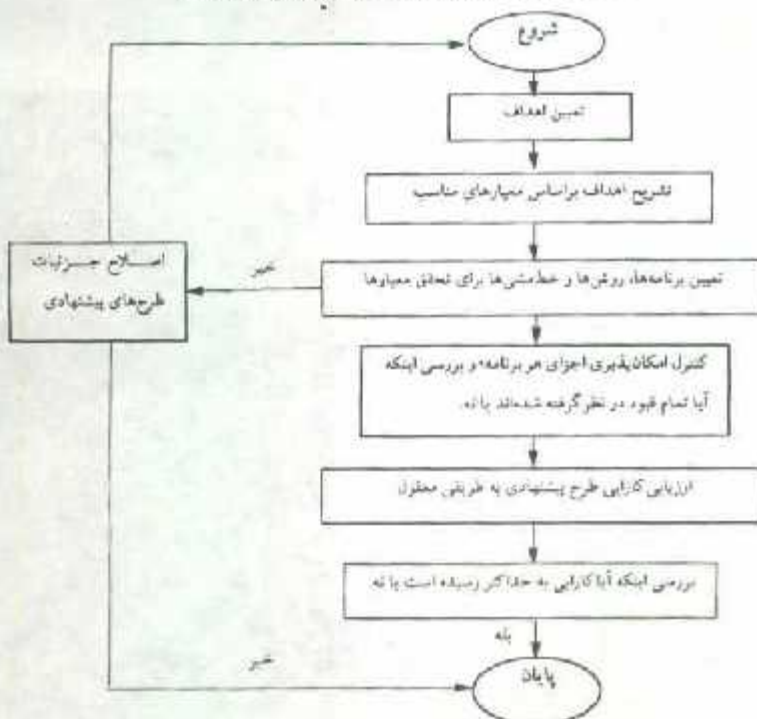 شروع
تعیین اهداف
تشریح اهداف براساس معیارهای مناسب
تعیین برنامه‌ها، روش‌ها و خط‌مشی‌ها برای تحقق معیارها
خیر
اصلاح جزئیات
طرح‌های پیشنهادی
کنترل امکان‌پذیری اجزای هر برنامه و بررسی اینکه
آیا تمام قیود در نظر گرفته شده‌اند یا نه.
ارزیابی کارایی طرح پیشنهادی به طریقی معقول
بررسی اینکه آیا کارایی به حداکثر رسیده است یا نه
بله
خیر
پایان